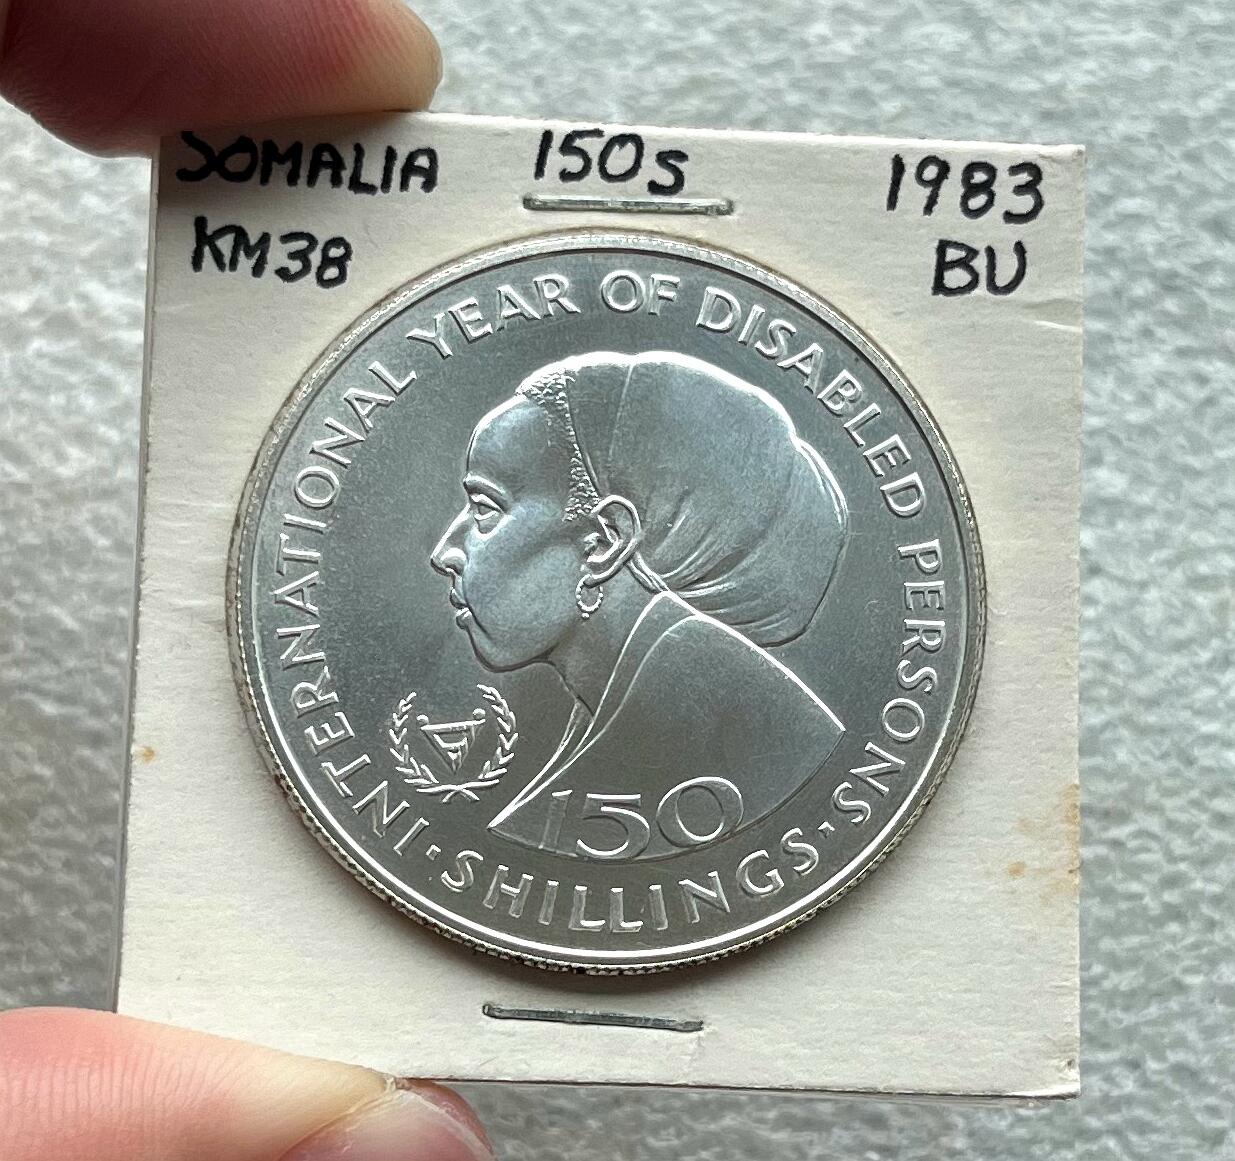 SOMALIA 150s 1983
KM38 BU
INTERNATIONAL YEAR OF DISABLED PERSONS
150
· SHILLINGS ·